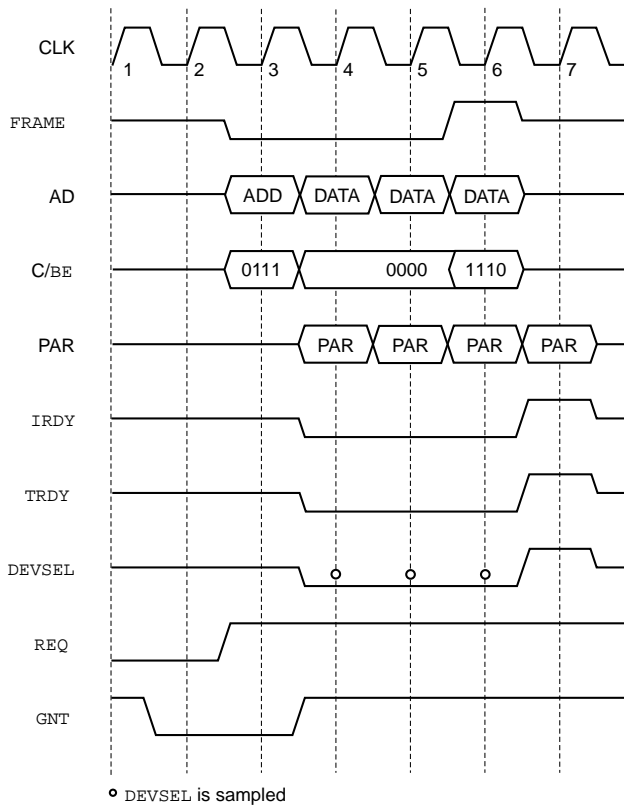 CLK
1 2 3 4 5 6 7
FRAME
AD ADD DATA DATA DATA
C/BE 0111 0000 1110
PAR PAR PAR PAR PAR
IRDY
TRDY
DEVSEL
REQ
GNT
DEVSEL is sampled